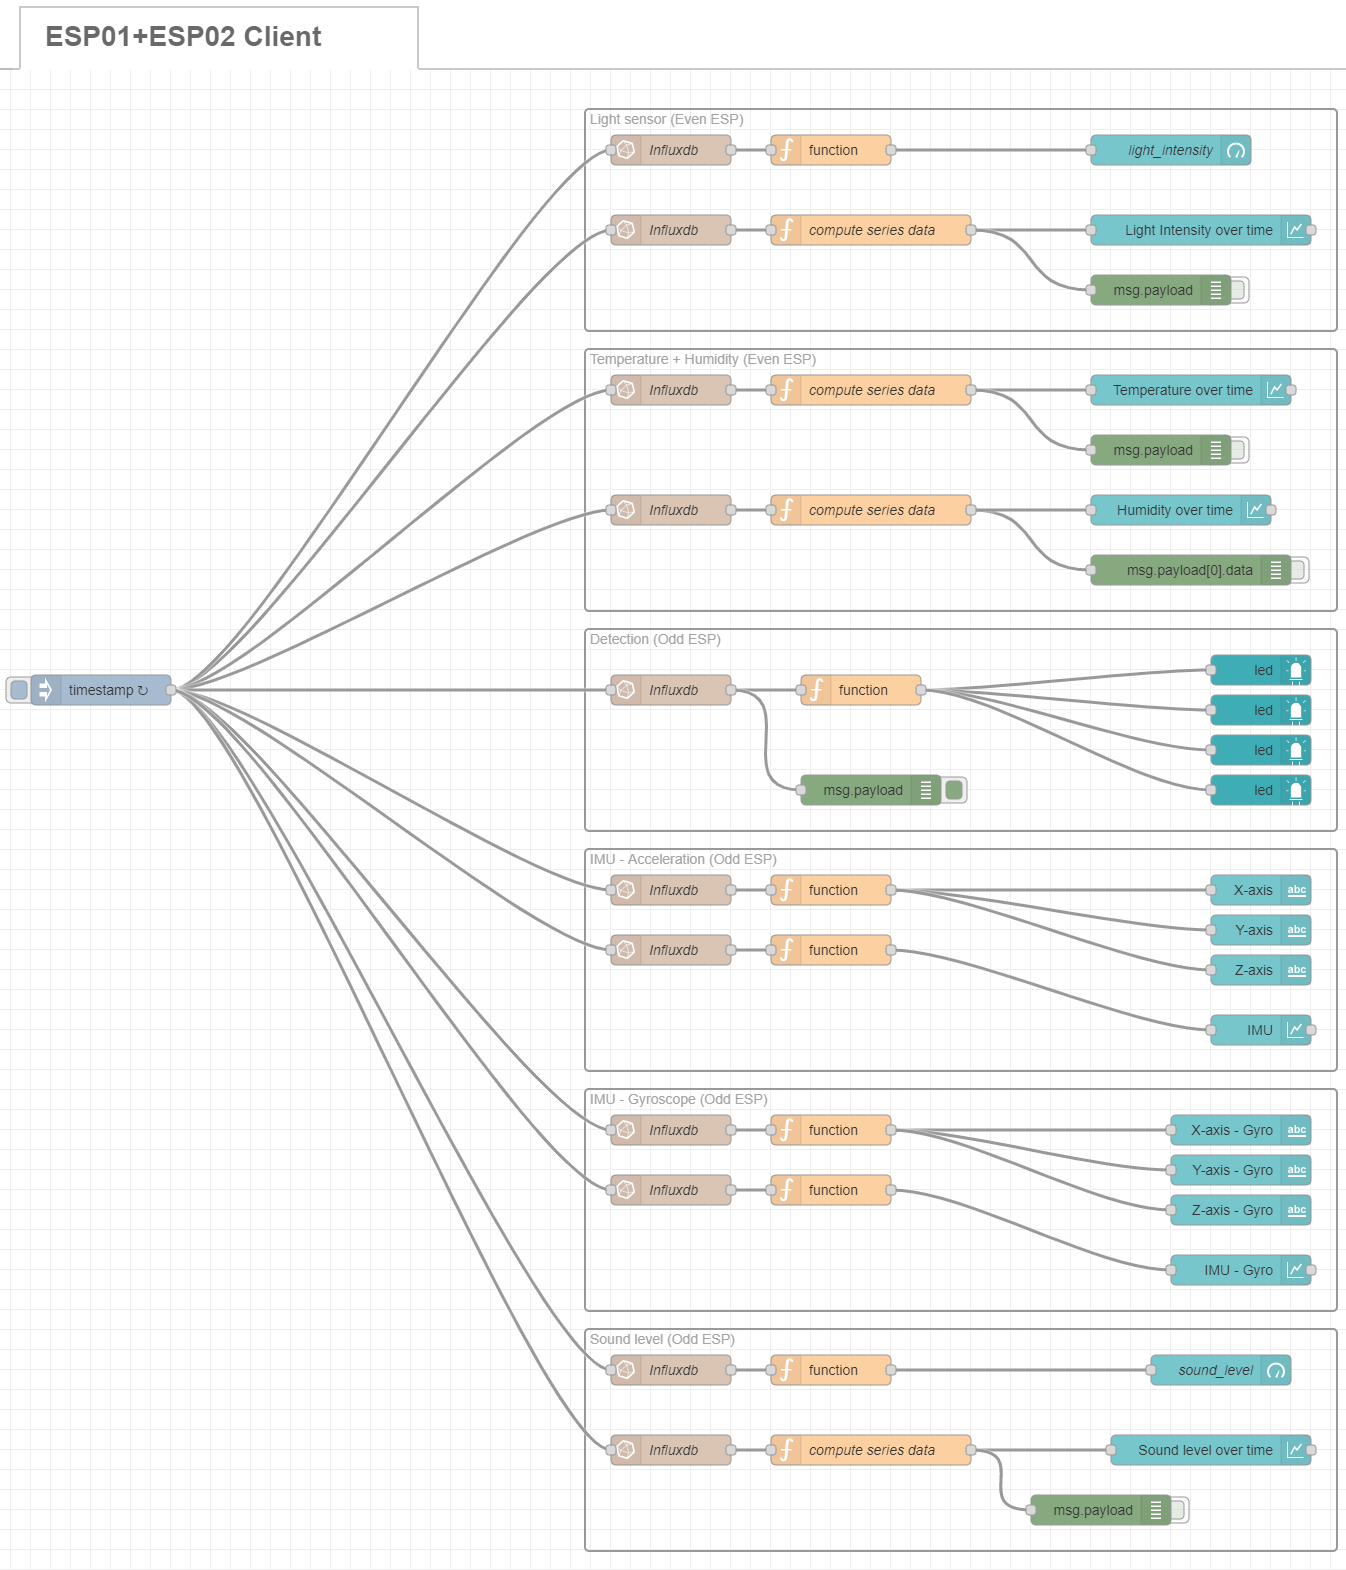 ESP01+ESP02 Client
Light sensor (Even ESP)
Influxdb
function
light_intensity
Influxdb
compute series data
Light Intensity over time
msg.payload
Temperature + Humidity (Even ESP)
Influxdb
compute series data
Temperature over time
msg.payload
Influxdb
compute series data
Humidity over time
msg.payload[0].data
Detection (Odd ESP)
timestamp ↻
Influxdb
function
led
led
led
led
msg.payload
IMU - Acceleration (Odd ESP)
Influxdb
function
X-axis abc
Y-axis abc
Influxdb
function
Z-axis abc
IMU
IMU - Gyroscope (Odd ESP)
Influxdb
function
X-axis - Gyro abc
Y-axis - Gyro abc
Influxdb
function
Z-axis - Gyro abc
IMU - Gyro
Sound level (Odd ESP)
Influxdb
function
sound_level
Influxdb
compute series data
Sound level over time
msg.payload